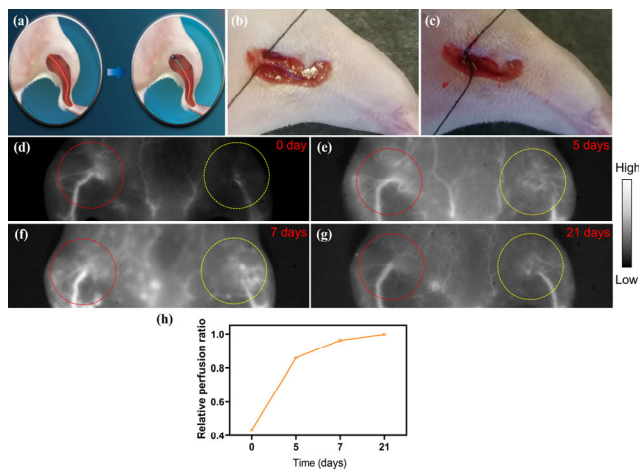 (a)
(b)
(c)
(d)
0 day
(e)
5 days
High
(f)
7 days
(g)
21 days
Low
(h)
Relative perfusion ratio
1.0
0.8
0.6
0.4
0
5
7
21
Time (days)